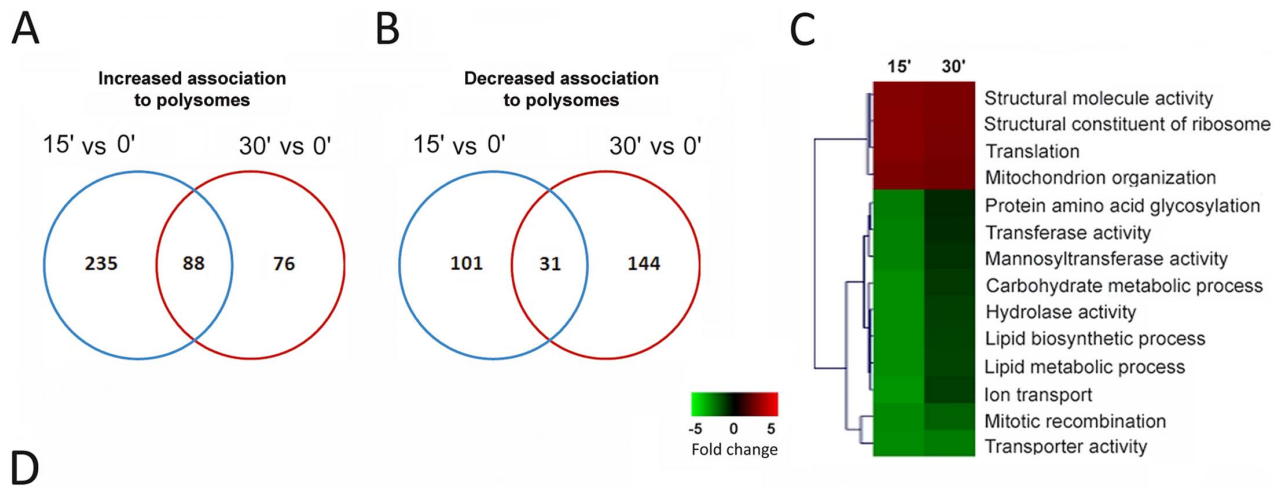 A
B
C
Increased association
to polysomes
Decreased association
to polysomes
15' vs 0'
30' vs 0'
15' vs 0'
30' vs 0'
235
88
76
101
31
144
15'
30'
Structural molecule activity
Structural constituent of ribosome
Translation
Mitochondrion organization
Protein amino acid glycosylation
Transferase activity
Mannosyltransferase activity
Carbohydrate metabolic process
Hydrolase activity
Lipid biosynthetic process
Lipid metabolic process
Ion transport
Mitotic recombination
Transporter activity
-5
0
5
Fold change
D